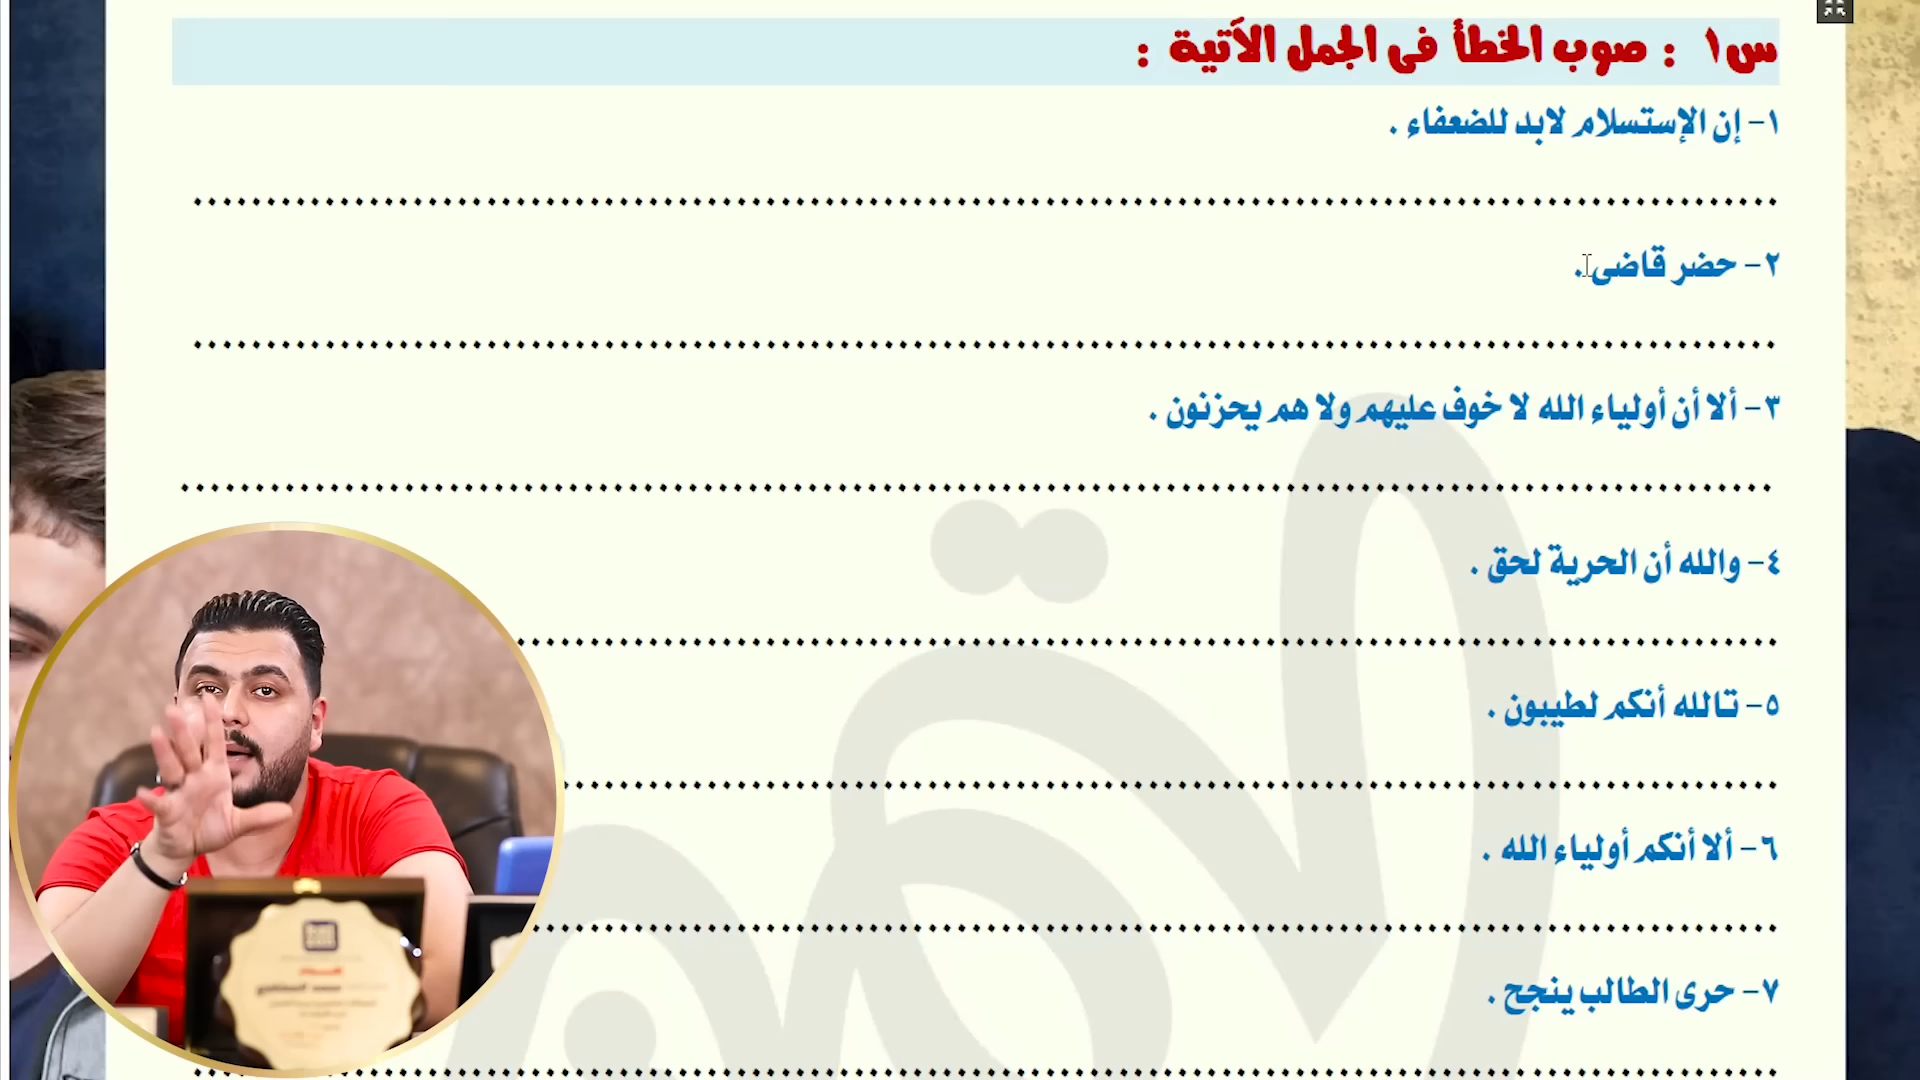 س١ : صوب الخطأ فى الجمل الآتية :
١- إن الإستسلام لابد للضعفاء .
٢- حضر قاضى .
٣- ألا أن أولياء الله لا خوف عليهم ولا هم يحزنون .
٤- والله أن الحرية لحق .
٥- تالله أنكم لطيبون .
٦- ألا أنكم أولياء الله .
٧- حرى الطالب ينجح .